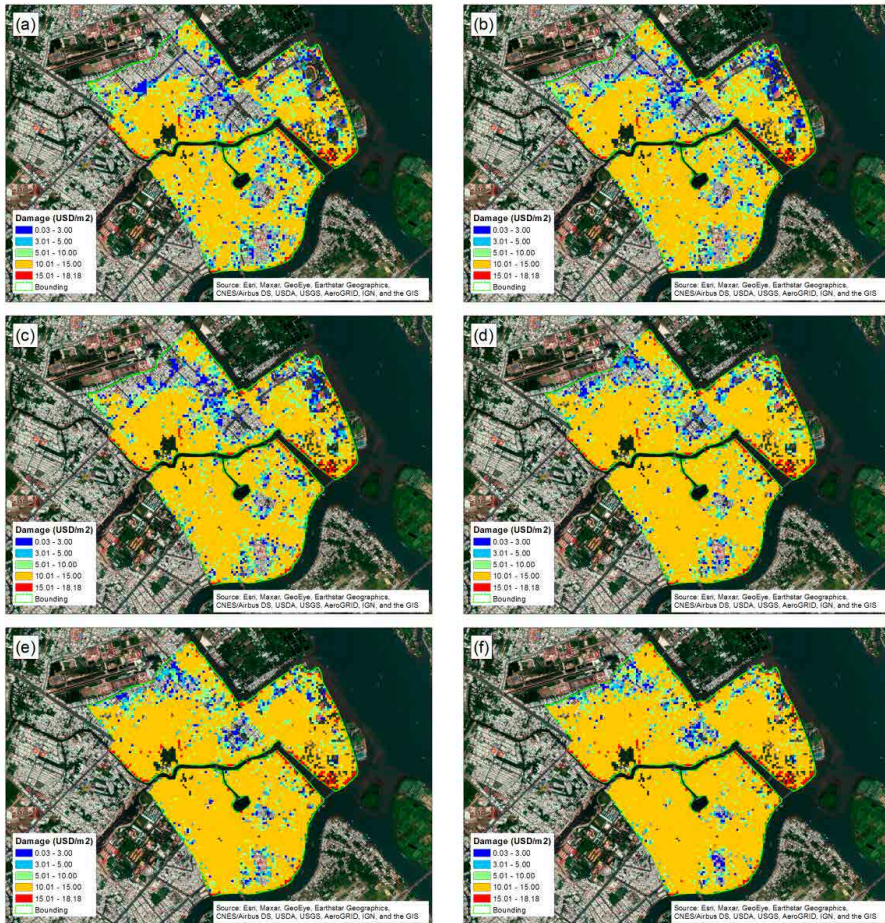 (a)
Damage (USD/m2)
0.03 - 3.00
3.01 - 5.00
5.01 - 10.00
10.01 - 15.00
15.01 - 18.18
Bounding
Source: Esri, Maxar, GeoEye, Earthstar Geographics,
CNES/Airbus DS, USDA, USGS, AeroGRID, IGN, and the GIS
(b)
Damage (USD/m2)
0.03 - 3.00
3.01 - 5.00
5.01 - 10.00
10.01 - 15.00
15.01 - 18.18
Bounding
Source: Esri, Maxar, GeoEye, Earthstar Geographics,
CNES/Airbus DS, USDA, USGS, AeroGRID, IGN, and the GIS
(c)
Damage (USD/m2)
0.03 - 3.00
3.01 - 5.00
5.01 - 10.00
10.01 - 15.00
15.01 - 18.18
Bounding
Source: Esri, Maxar, GeoEye, Earthstar Geographics,
CNES/Airbus DS, USDA, USGS, AeroGRID, IGN, and the GIS
(d)
Damage (USD/m2)
0.03 - 3.00
3.01 - 5.00
5.01 - 10.00
10.01 - 15.00
15.01 - 18.18
Bounding
Source: Esri, Maxar, GeoEye, Earthstar Geographics,
CNES/Airbus DS, USDA, USGS, AeroGRID, IGN, and the GIS
(e)
Damage (USD/m2)
0.03 - 3.00
3.01 - 5.00
5.01 - 10.00
10.01 - 15.00
15.01 - 18.18
Bounding
Source: Esri, Maxar, GeoEye, Earthstar Geographics,
CNES/Airbus DS, USDA, USGS, AeroGRID, IGN, and the GIS
(f)
Damage (USD/m2)
0.03 - 3.00
3.01 - 5.00
5.01 - 10.00
10.01 - 15.00
15.01 - 18.18
Bounding
Source: Esri, Maxar, GeoEye, Earthstar Geographics,
CNES/Airbus DS, USDA, USGS, AeroGRID, IGN, and the GIS